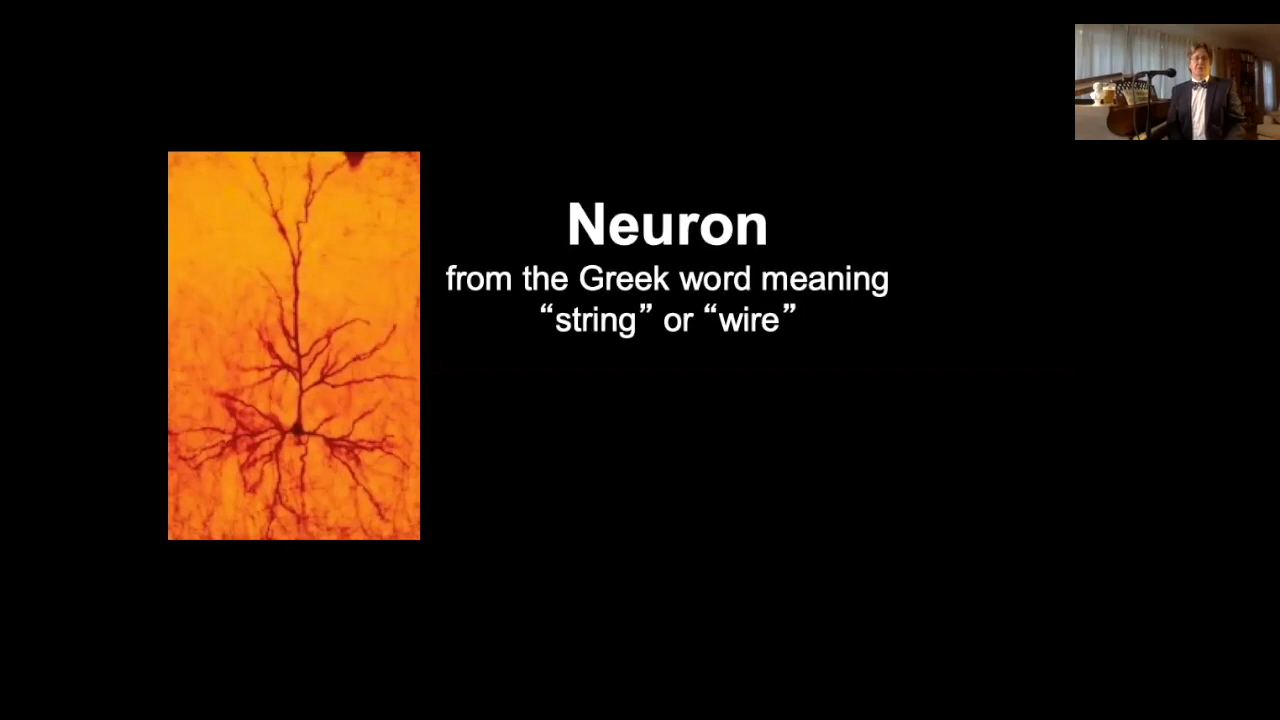 Neuron
from the Greek word meaning
“string” or “wire”